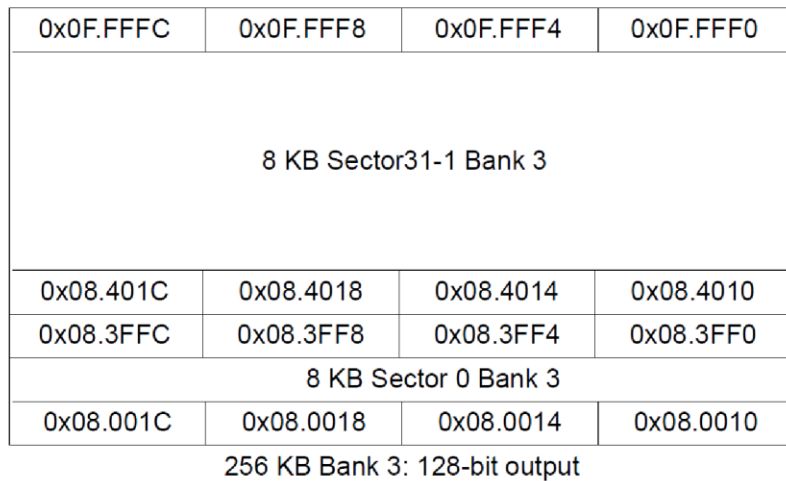 0x0F.FFFC 0x0F.FFF8 0x0F.FFF4 0x0F.FFF0
8 KB Sector31-1 Bank 3
0x08.401C 0x08.4018 0x08.4014 0x08.4010
0x08.3FFC 0x08.3FF8 0x08.3FF4 0x08.3FF0
8 KB Sector 0 Bank 3
0x08.001C 0x08.0018 0x08.0014 0x08.0010
256 KB Bank 3: 128-bit output